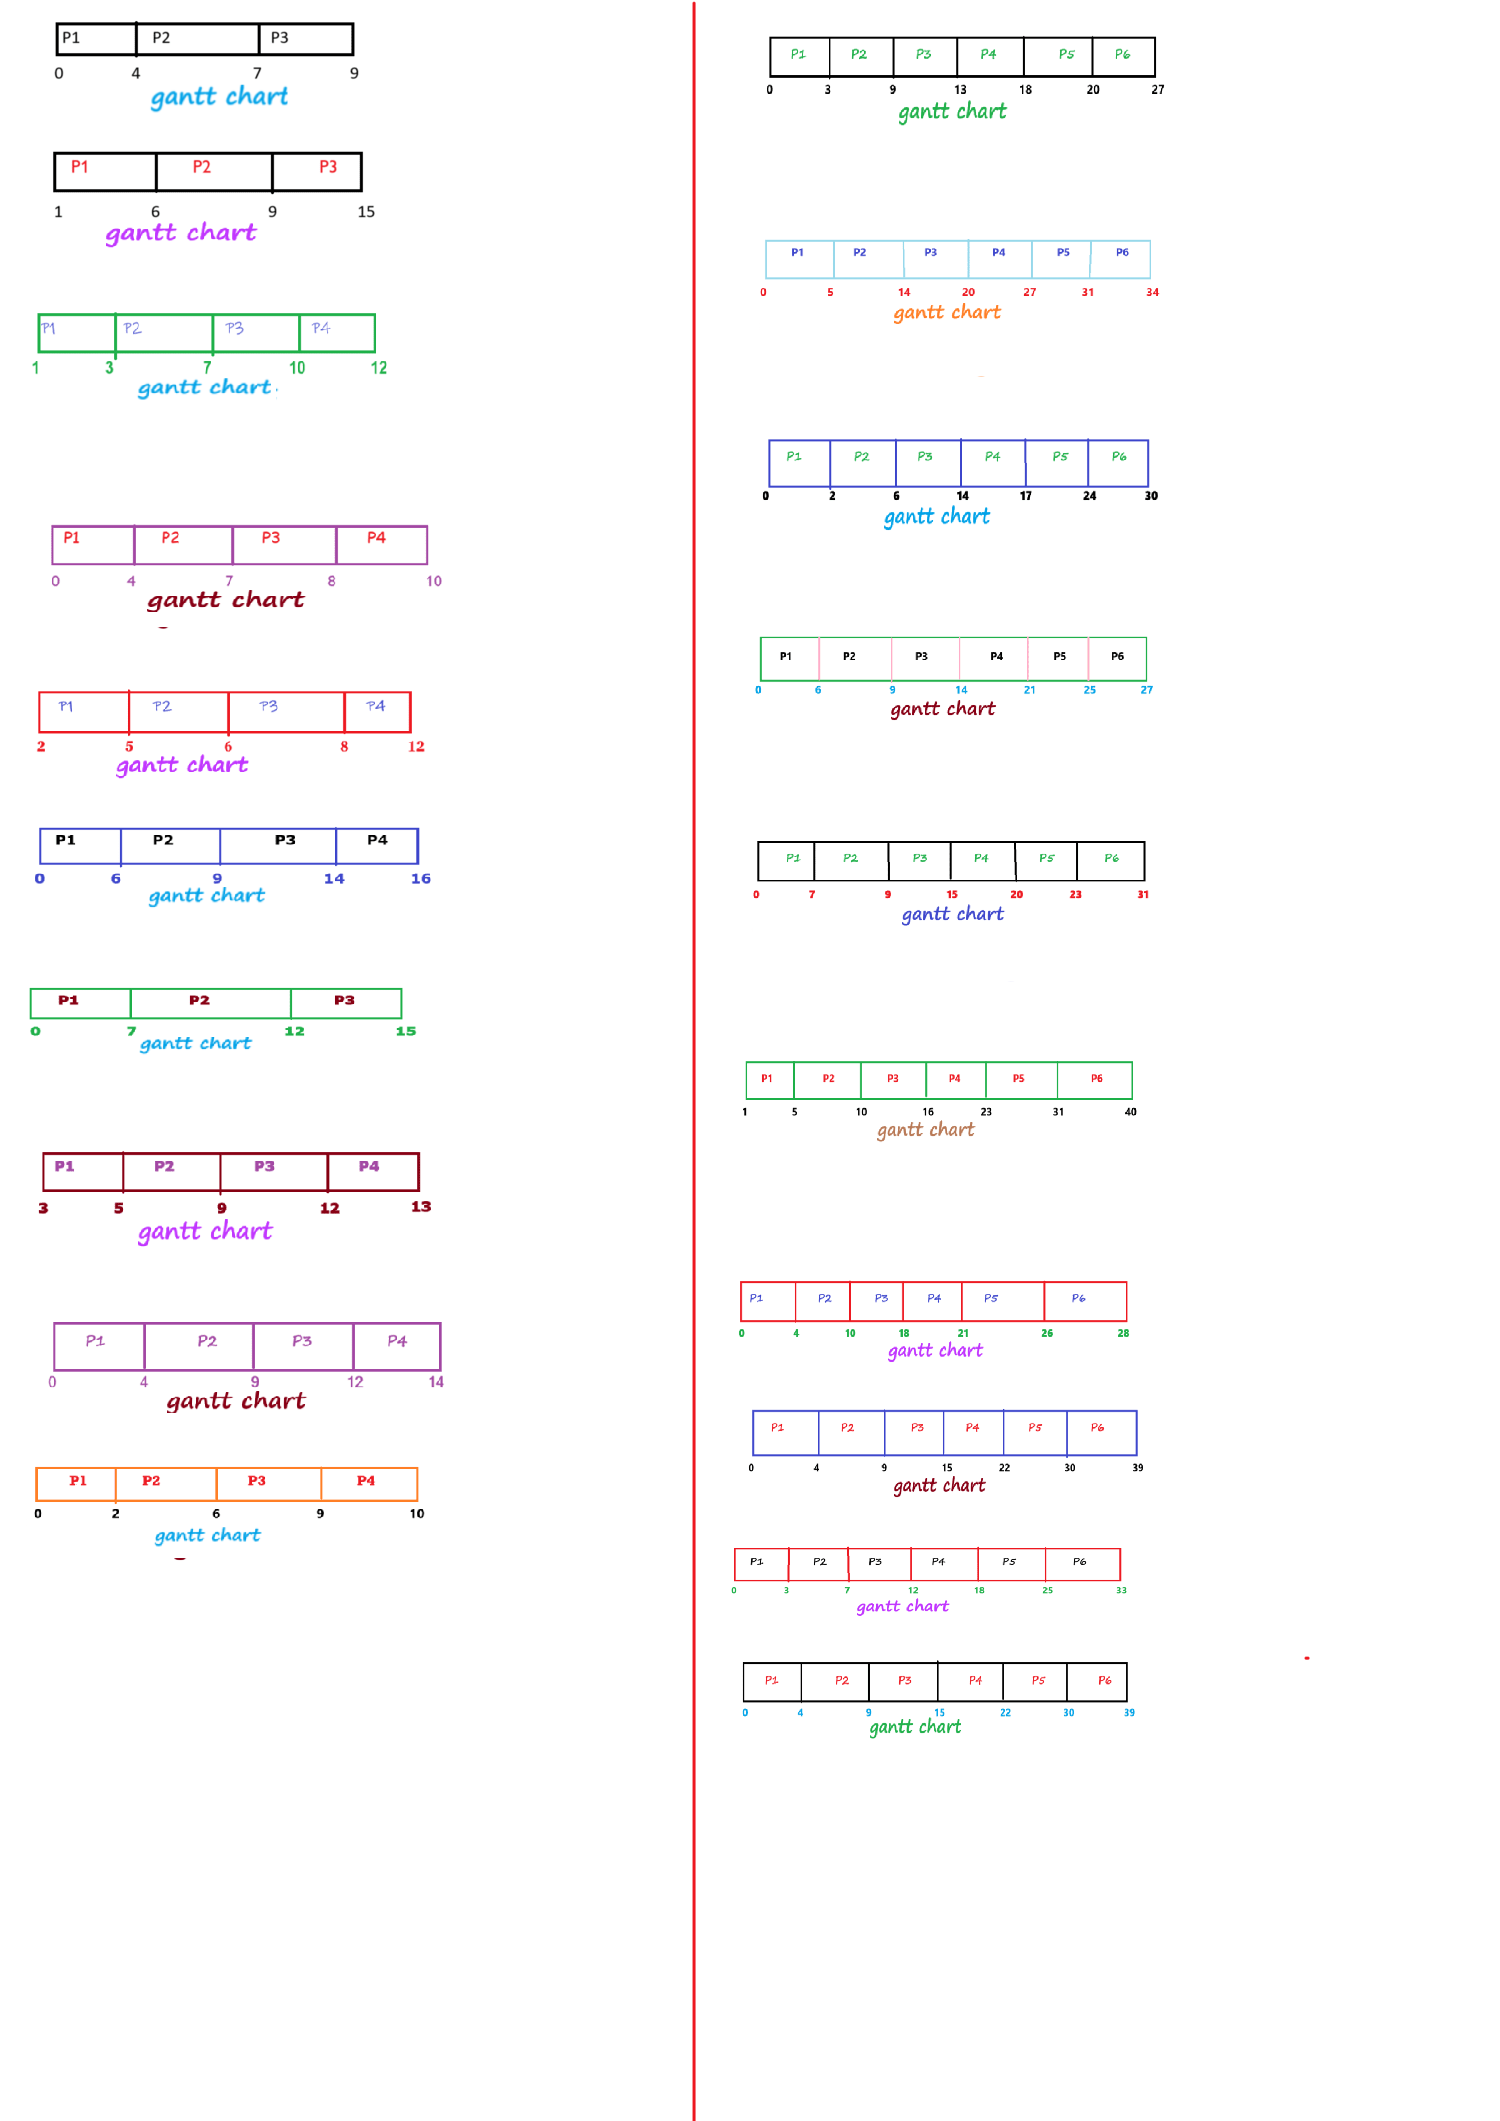 P1 P2 P3
0 4 7 9
gantt chart
P1 P2 P3
1 6 9 15
gantt chart
P1 P2 P3 P4
1 3 7 10 12
gantt chart
P1 P2 P3 P4
0 4 7 8 10
gantt chart
P1 P2 P3 P4
2 5 6 8 12
gantt chart
P1 P2 P3 P4
0 6 9 14 16
gantt chart
P1 P2 P3
0 7 12 15
gantt chart
P1 P2 P3 P4
3 5 9 12 13
gantt chart
P1 P2 P3 P4
0 4 9 12 14
gantt chart
P1 P2 P3 P4
0 2 6 9 10
gantt chart
P1 P2 P3 P4 P5 P6
0 3 9 13 18 20 27
gantt chart
P1 P2 P3 P4 P5 P6
0 5 14 20 27 31 34
gantt chart
P1 P2 P3 P4 P5 P6
0 2 6 14 17 24 30
gantt chart
P1 P2 P3 P4 P5 P6
0 6 9 14 21 25 27
gantt chart
P1 P2 P3 P4 P5 P6
0 7 9 15 20 23 31
gantt chart
P1 P2 P3 P4 P5 P6
1 5 10 16 23 31 40
gantt chart
P1 P2 P3 P4 P5 P6
0 4 10 18 21 26 28
gantt chart
P1 P2 P3 P4 P5 P6
0 4 9 15 22 30 39
gantt chart
P1 P2 P3 P4 P5 P6
0 3 7 12 18 25 33
gantt chart
P1 P2 P3 P4 P5 P6
0 4 9 15 22 30 39
gantt chart